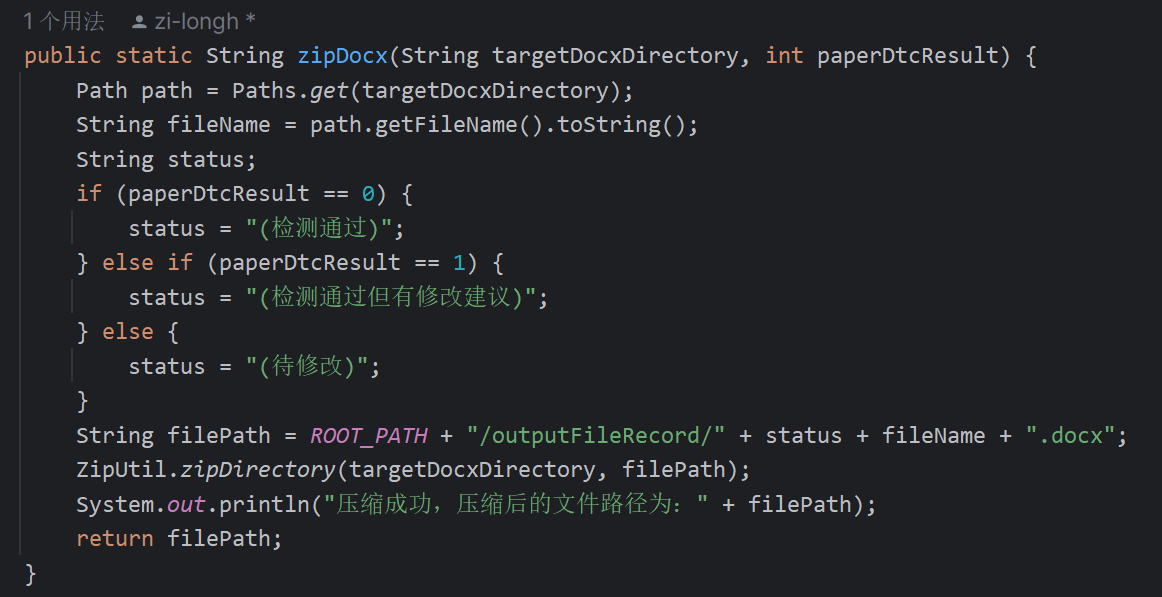 1 个用法 zi-longh *
public static String zipDocx(String targetDocxDirectory, int paperDtcResult) {
    Path path = Paths.get(targetDocxDirectory);
    String fileName = path.getFileName().toString();
    String status;
    if (paperDtcResult == 0) {
        status = "(检测通过)";
    } else if (paperDtcResult == 1) {
        status = "(检测通过但有修改建议)";
    } else {
        status = "(待修改)";
    }
    String filePath = ROOT_PATH + "/outputFileRecord/" + status + fileName + ".docx";
    ZipUtil.zipDirectory(targetDocxDirectory, filePath);
    System.out.println("压缩成功，压缩后的文件路径为：" + filePath);
    return filePath;
}